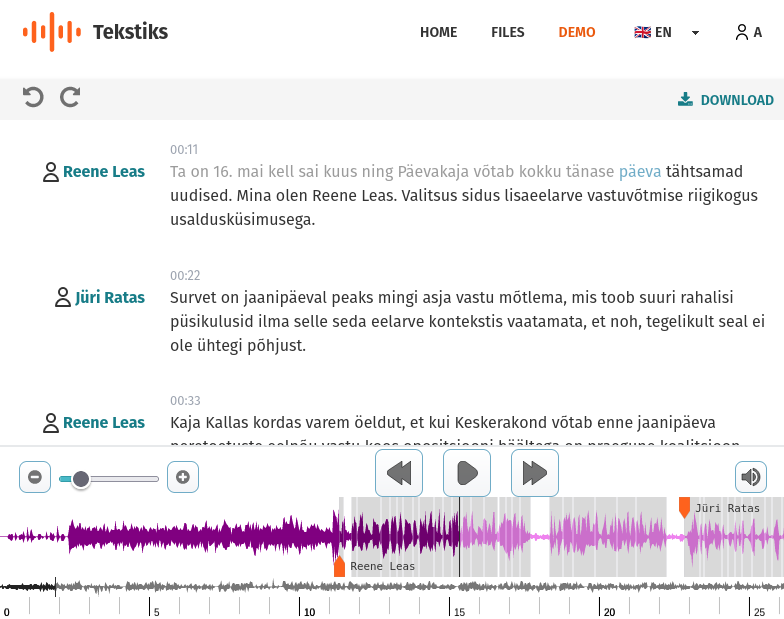 Tekstiks
HOME FILES DEMO EN A
DOWNLOAD
00:11
Reene Leas
Ta on 16. mai kell sai kuus ning Päevakaja võtab kokku tänase päeva tähtsamad
uudised. Mina olen Reene Leas. Valitsus sidus lisaeelarve vastuvõtmise riigikogus
usaldusküsimusega.
00:22
Jüri Ratas
Survet on jaanipäeval peaks mingi asja vastu mõtlema, mis toob suuri rahalisi
püsikulusid ilma selle seda eelarve kontekstis vaatamata, et noh, tegelikult seal ei
ole ühtegi põhjust.
00:33
Reene Leas
Kaja Kallas kordas varem öeldut, et kui Keskerakond võtab enne jaanipäeva
Jüri Ratas
Reene Leas
0 5 10 15 20 25